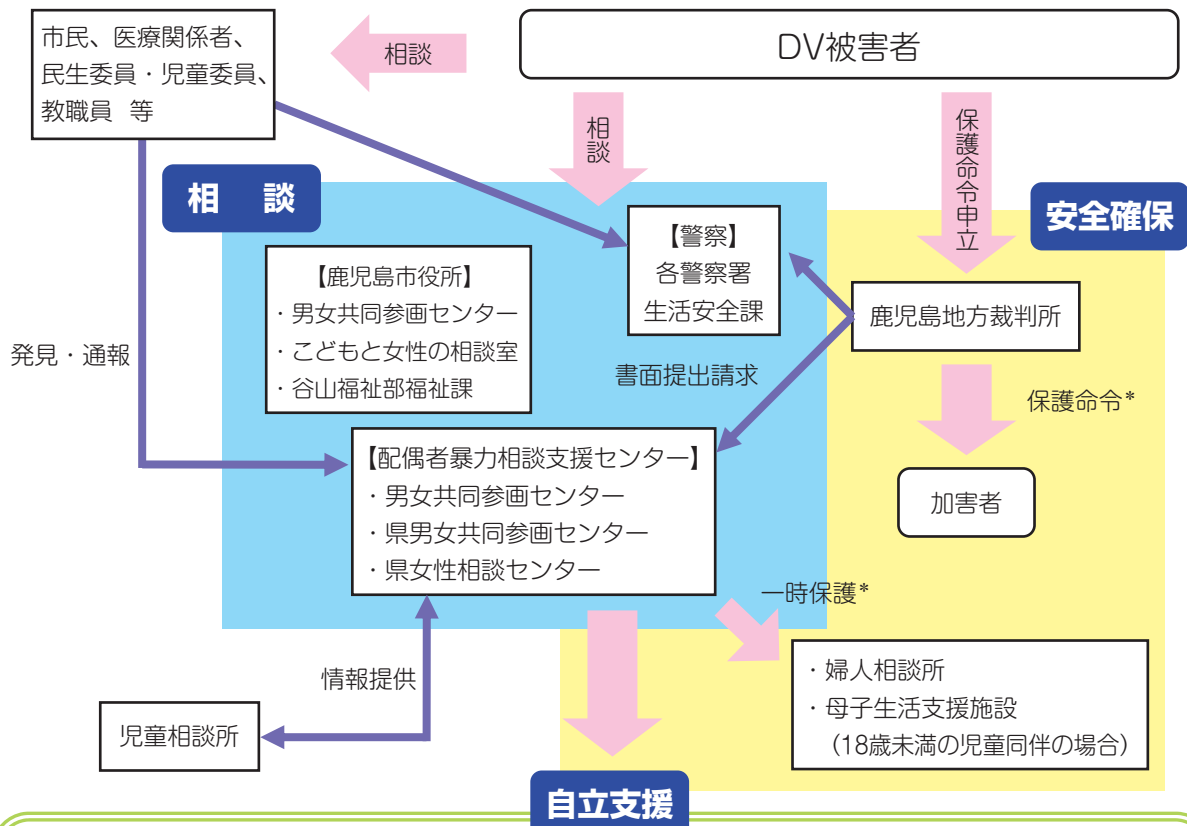 市民、医療関係者、
民生委員・児童委員、
教職員 等
相談
DV被害者
相談
保護命令申立
相 談
安全確保
【警察】
各警察署
生活安全課
【鹿児島市役所】
・男女共同参画センター
・こどもと女性の相談室
・谷山福祉部福祉課
鹿児島地方裁判所
発見・通報
書面提出請求
保護命令*
【配偶者暴力相談支援センター】
・男女共同参画センター
・県男女共同参画センター
・県女性相談センター
加害者
一時保護*
情報提供
・婦人相談所
・母子生活支援施設
(18歳未満の児童同伴の場合)
児童相談所
自立支援